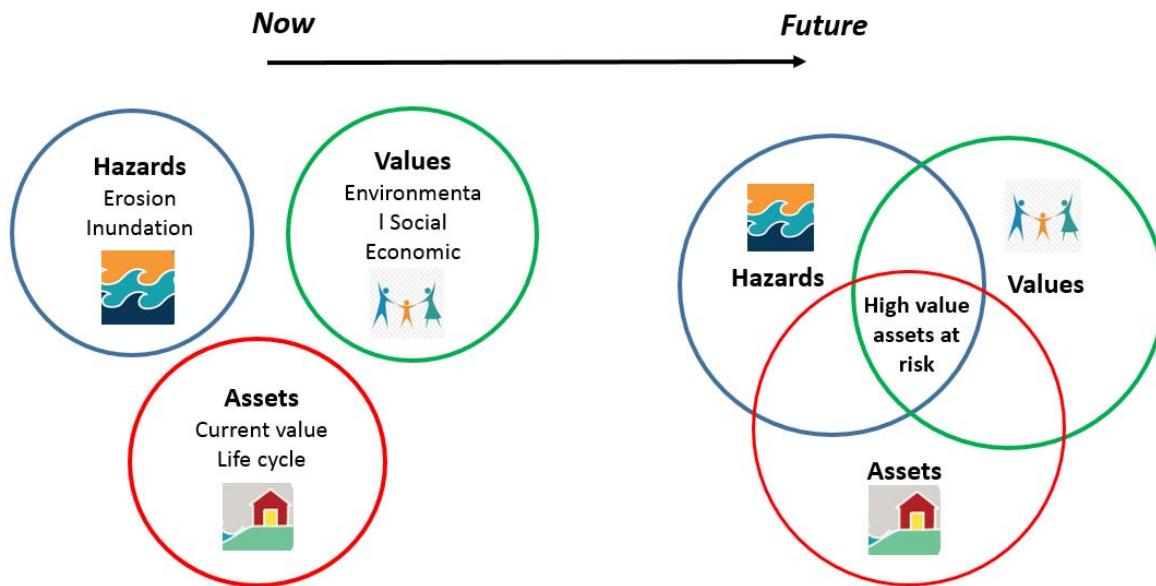 Now
Future
Hazards
Erosion
Inundation
Values
Environmenta
l Social
Economic
Assets
Current value
Life cycle
Hazards
Values
High value
assets at
risk
Assets